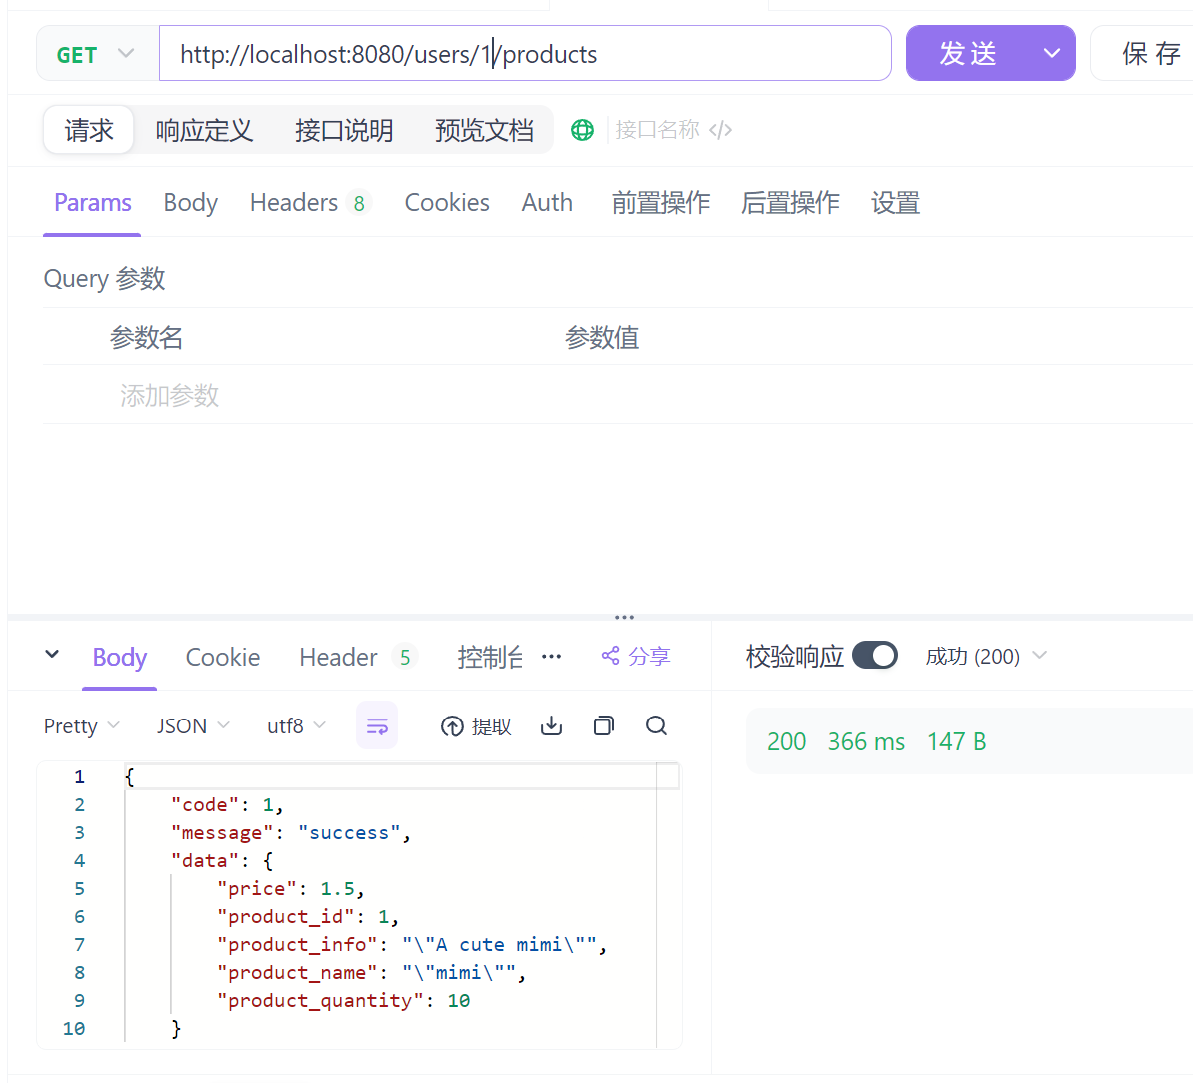 GET http://localhost:8080/users/1/products 发送 保存
请求 响应定义 接口说明 预览文档 接口名称 </>
Params Body Headers 8 Cookies Auth 前置操作 后置操作 设置
Query 参数
参数名 参数值
添加参数
Body Cookie Header 5 控制台 ··· 分享 校验响应 成功 (200)
Pretty JSON utf8 提取
200 366 ms 147 B
1 {
2 "code": 1,
3 "message": "success",
4 "data": {
5 "price": 1.5,
6 "product_id": 1,
7 "product_info": "\"A cute mimi\"",
8 "product_name": "\"mimi\"",
9 "product_quantity": 10
10 }